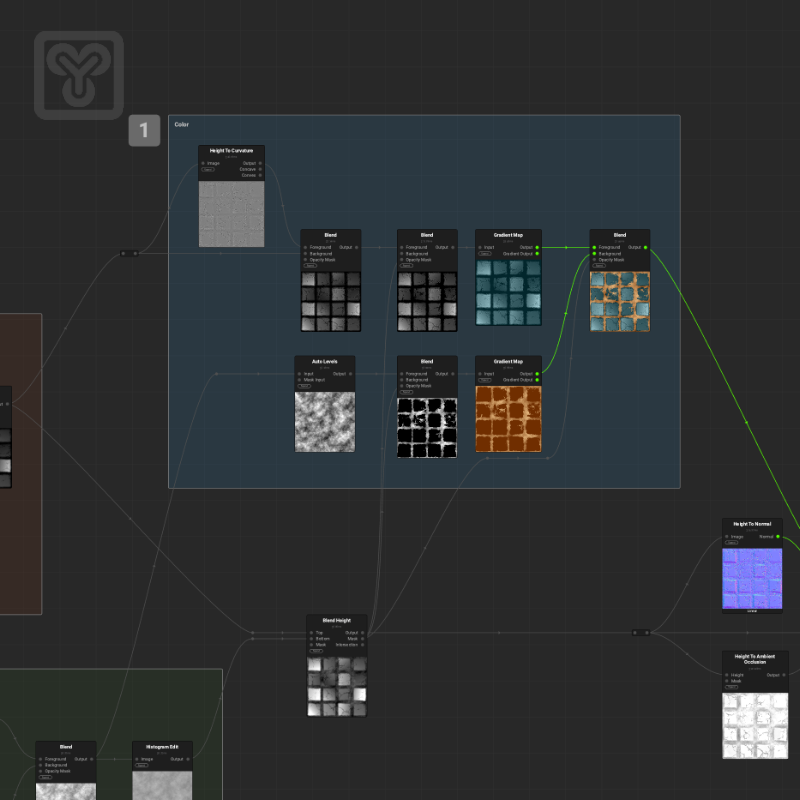 1
Color
Height To Curvature
Image Output
Concave
Convex
Blend
Foreground Output
Background
Opacity Mask
Blend
Foreground Output
Background
Opacity Mask
Gradient Map
Input Output
Gradient Output
Blend
Foreground Output
Background
Opacity Mask
Auto Levels
Input Output
Mask Input
Blend
Foreground Output
Background
Opacity Mask
Gradient Map
Input Output
Gradient Output
Height To Normal
Image Normal
Blend Height
Top Output
Bottom Mask
Mask Intersection
Height To Ambient
Occlusion
Height Output
Mask
Blend
Foreground Output
Background
Opacity Mask
Histogram Edit
Image Output